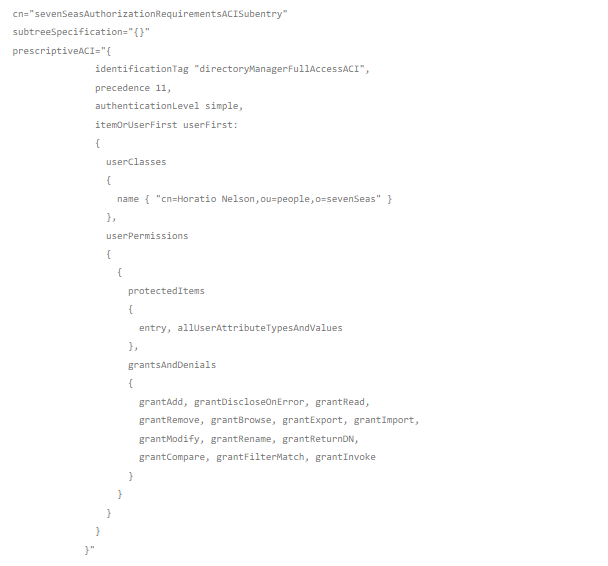 cn="sevenSeasAuthorizationRequirementsACISubentry"
subtreeSpecification="{}"
prescriptiveACI="{
identificationTag "directoryManagerFullAccessACI",
precedence 11,
authenticationLevel simple,
itemOrUserFirst userFirst:
{
userClasses
{
name { "cn=Horatio Nelson,ou=people,o=sevenSeas" }
},
userPermissions
{
{
protectedItems
{
entry, allUserAttributeTypesAndValues
},
grantsAndDenials
{
grantAdd, grantDiscloseOnError, grantRead,
grantRemove, grantBrowse, grantExport, grantImport,
grantModify, grantRename, grantReturnDN,
grantCompare, grantFilterMatch, grantInvoke
}
}
}
}
}"